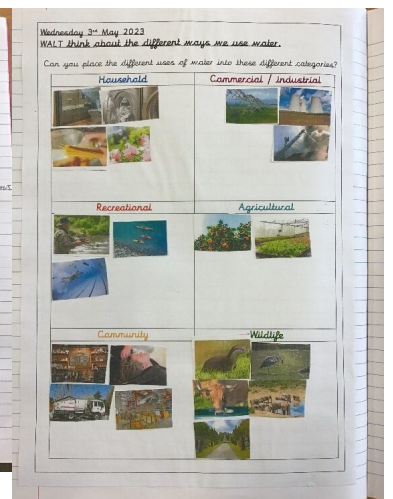 Wednesday 3rd May 2023
WALT think about the different ways we use water.
Can you place the different uses of water into these different categories?
Household
Commercial / Industrial
Recreational
Agricultural
Community
Wildlife